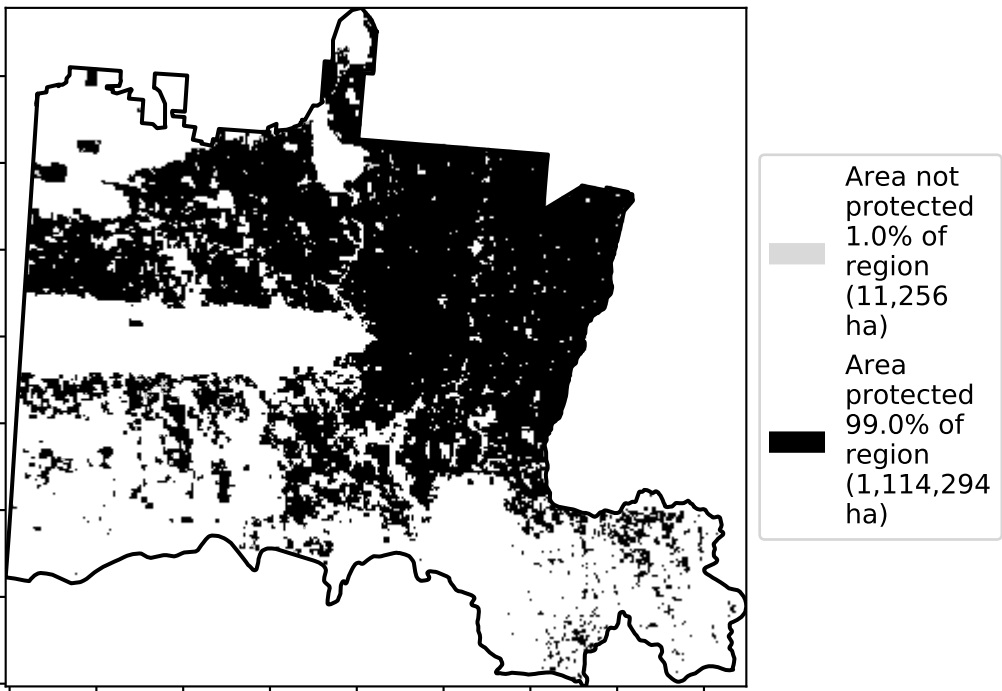 Area not
protected
1.0% of
region
(11,256
ha)
Area
protected
99.0% of
region
(1,114,294
ha)